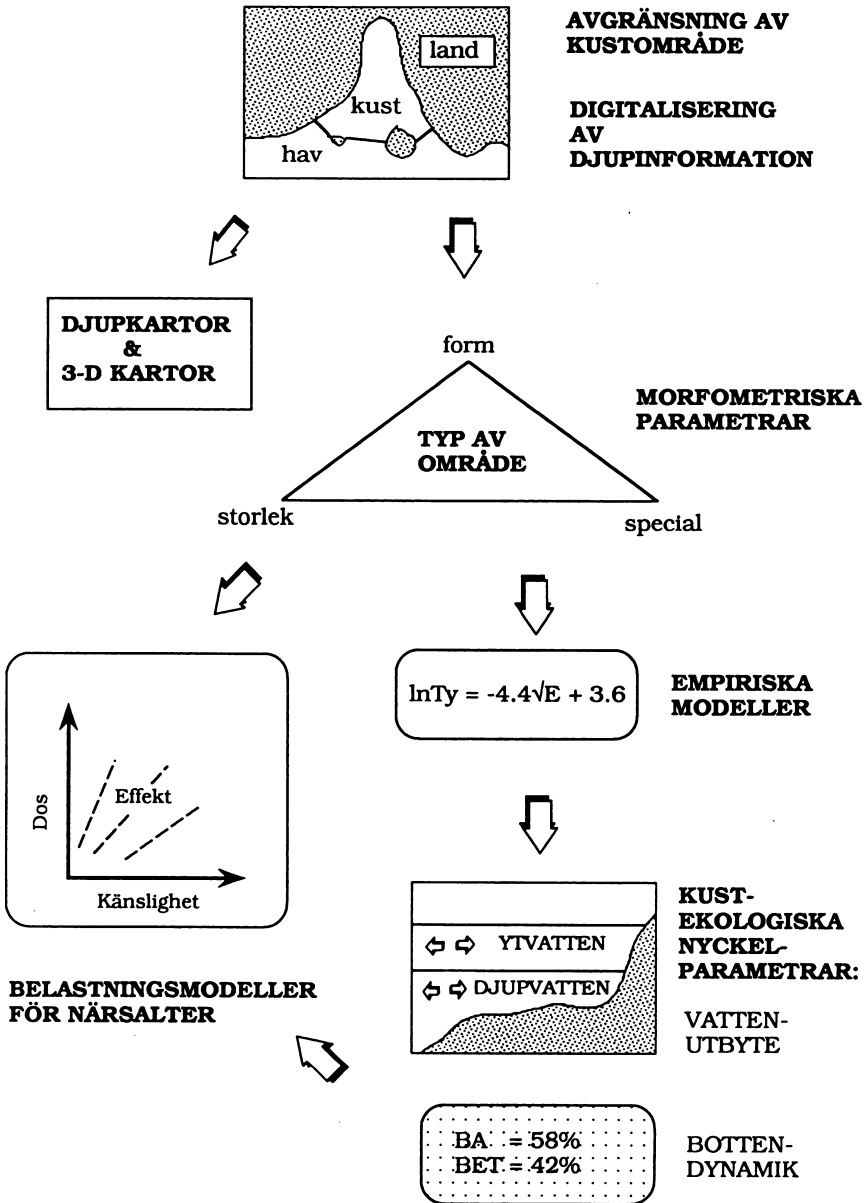 AVGRÄNSNING AV
KUSTOMRÅDE
land
kust
hav
DIGITALISERING
AV
DJUPINFORMATION
DJUPKARTOR
&
3-D KARTOR
form
TYP AV
OMRÅDE
storlek
special
MORFOMETRISKA
PARAMETRAR
lnTy = -4.4√E + 3.6
EMPIRISKA
MODELLER
Dos
Effekt
Känslighet
BELASTNINGSMODELLER
FÖR NÄRSALTER
YTVATTEN
DJUPVATTEN
KUST-
EKOLOGISKA
NYCKEL-
PARAMETRAR:
VATTEN-
UTBYTE
BA = 58%
BET = 42%
BOTTEN-
DYNAMIK